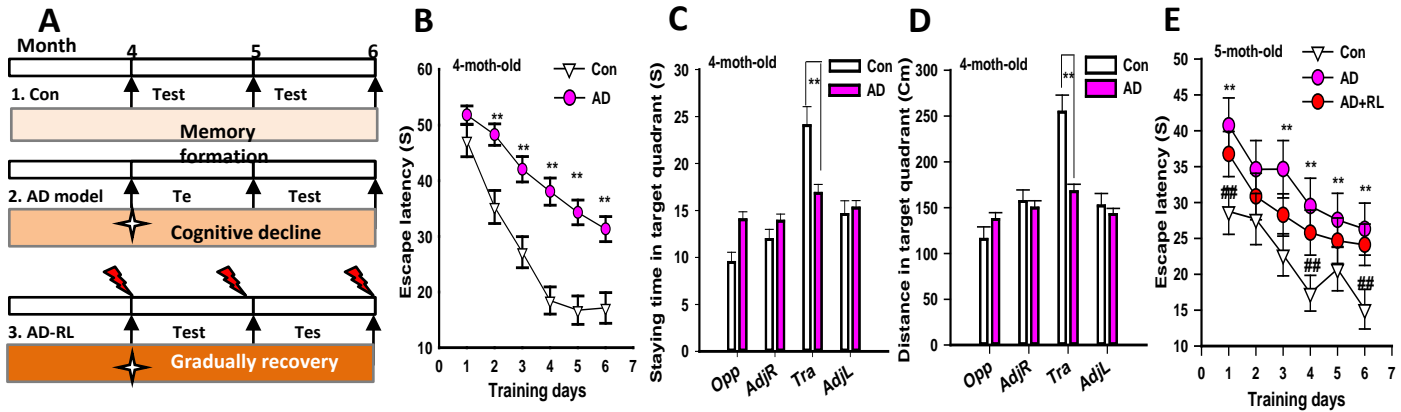 A
Month
4
5
6
Test
Test
1. Con
Memory
formation
2. AD model
Te
Test
Cognitive decline
3. AD-RL
Test
Tes
Gradually recovery
B
4-moth-old
Con
AD
Escape latency (S)
60
50
40
30
20
10
**
**
**
**
**
0 1 2 3 4 5 6 7
Training days
C
4-moth-old
Con
AD
Staying time in target quadrant (S)
30
25
20
15
10
5
0
**
Opp AdjR Tra AdjL
D
4-moth-old
Con
AD
Distance in target quadrant (Cm)
300
250
200
150
100
50
0
**
Opp AdjR Tra AdjL
E
5-moth-old
Con
AD
AD+RL
Escape latency (S)
50
45
40
35
30
25
20
15
10
** ** ** ** **
## ## ##
0 1 2 3 4 5 6 7
Training days